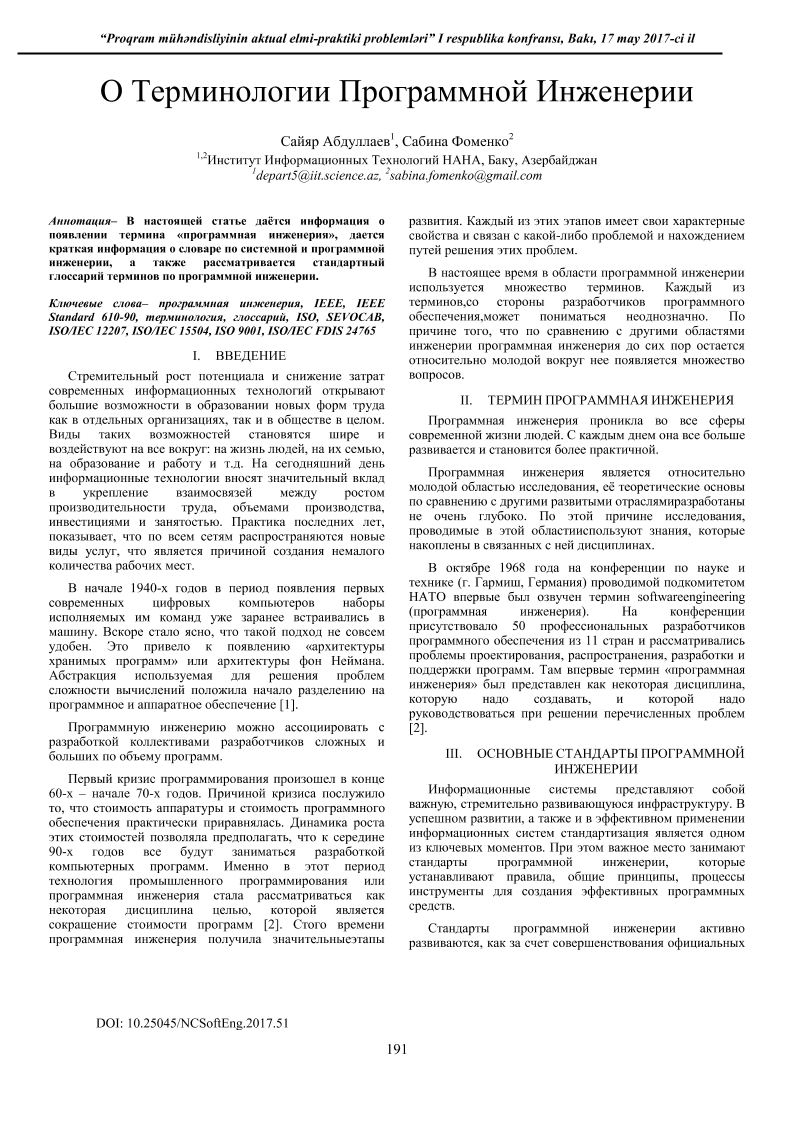 “Proqram mühəndisliyinin aktual elmi-praktiki problemləri” I respublika konfransı, Bakı, 17 may 2017-ci il
О Терминологии Программной Инженерии
Сайяр Абдуллаев1, Сабина Фоменко2
1,2Институт Информационных Технологий НАНА, Баку, Азербайджан
1depart5@iit.science.az, 2sabina.fomenko@gmail.com
Аннотация– В настоящей статье даётся информация о
появлении термина «программная инженерия», дается
краткая информация о словаре по системной и программной
инженерии, а также рассматривается стандартный
глоссарий терминов по программной инженерии.
Ключевые слова– программная инженерия, IEEE, IEEE
Standard 610-90, терминология, глоссарий, ISO, SEVOCAB,
ISO/IEC 12207, ISO/IEC 15504, ISO 9001, ISO/IEC FDIS 24765
I. ВВЕДЕНИЕ
Стремительный рост потенциала и снижение затрат
современных информационных технологий открывают
большие возможности в образовании новых форм труда
как в отдельных организациях, так и в обществе в целом.
Виды таких возможностей становятся шире и
воздействуют на все вокруг: на жизнь людей, на их семью,
на образование и работу и т.д. На сегодняшний день
информационные технологии вносят значительный вклад
в укрепление взаимосвязей между ростом
производительности труда, объемами производства,
инвестициями и занятостью. Практика последних лет,
показывает, что по всем сетям распространяются новые
виды услуг, что является причиной создания немалого
количества рабочих мест.
В начале 1940-х годов в период появления первых
современных цифровых компьютеров наборы
исполняемых им команд уже заранее встраивались в
машину. Вскоре стало ясно, что такой подход не совсем
удобен. Это привело к появлению «архитектуры
хранимых программ» или архитектуры фон Неймана.
Абстракция используемая для решения проблем
сложности вычислений положила начало разделению на
программное и аппаратное обеспечение [1].
Программную инженерию можно ассоциировать с
разработкой коллективами разработчиков сложных и
больших по объему программ.
Первый кризис программирования произошел в конце
60-х – начале 70-х годов. Причиной кризиса послужило
то, что стоимость аппаратуры и стоимость программного
обеспечения практически приравнялась. Динамика роста
этих стоимостей позволяла предполагать, что к середине
90-х годов все будут заниматься разработкой
компьютерных программ. Именно в этот период
технология промышленного программирования или
программная инженерия стала рассматриваться как
некоторая дисциплина целью, которой является
сокращение стоимости программ [2]. Стого времени
программная инженерия получила значительныеэтапы
развития. Каждый из этих этапов имеет свои характерные
свойства и связан с какой-либо проблемой и нахождением
путей решения этих проблем.
В настоящее время в области программной инженерии
используется множество терминов. Каждый из
терминов,со стороны разработчиков программного
обеспечения,может пониматься неоднозначно. По
причине того, что по сравнению с другими областями
инженерии программная инженерия до сих пор остается
относительно молодой вокруг нее появляется множество
вопросов.
II. ТЕРМИН ПРОГРАММНАЯ ИНЖЕНЕРИЯ
Программная инженерия проникла во все сферы
современной жизни людей. С каждым днем она все больше
развивается и становится более практичной.
Программная инженерия является относительно
молодой областью исследования, её теоретические основы
по сравнению с другими развитыми отраслямиразработаны
не очень глубоко. По этой причине исследования,
проводимые в этой областииспользуют знания, которые
накоплены в связанных с ней дисциплинах.
В октябре 1968 года на конференции по науке и
технике (г. Гармиш, Германия) проводимой подкомитетом
НАТО впервые был озвучен термин softwareengineering
(программная инженерия). На конференции
присутствовало 50 профессиональных разработчиков
программного обеспечения из 11 стран и рассматривались
проблемы проектирования, распространения, разработки и
поддержки программ. Там впервые термин «программная
инженерия» был представлен как некоторая дисциплина,
которую надо создавать, и которой надо
руководствоваться при решении перечисленных проблем
[2].
III. ОСНОВНЫЕ СТАНДАРТЫ ПРОГРАММНОЙ
ИНЖЕНЕРИИ
Информационные системы представляют собой
важную, стремительно развивающуюся инфраструктуру. В
успешном развитии, а также и в эффективном применении
информационных систем стандартизация является одном
из ключевых моментов. При этом важное место занимают
стандарты программной инженерии, которые
устанавливают правила, общие принципы, процессы
инструменты для создания эффективных программных
средств.
Стандарты программной инженерии активно
развиваются, как за счет совершенствования официальных
DOI: 10.25045/NCSoftEng.2017.51
191